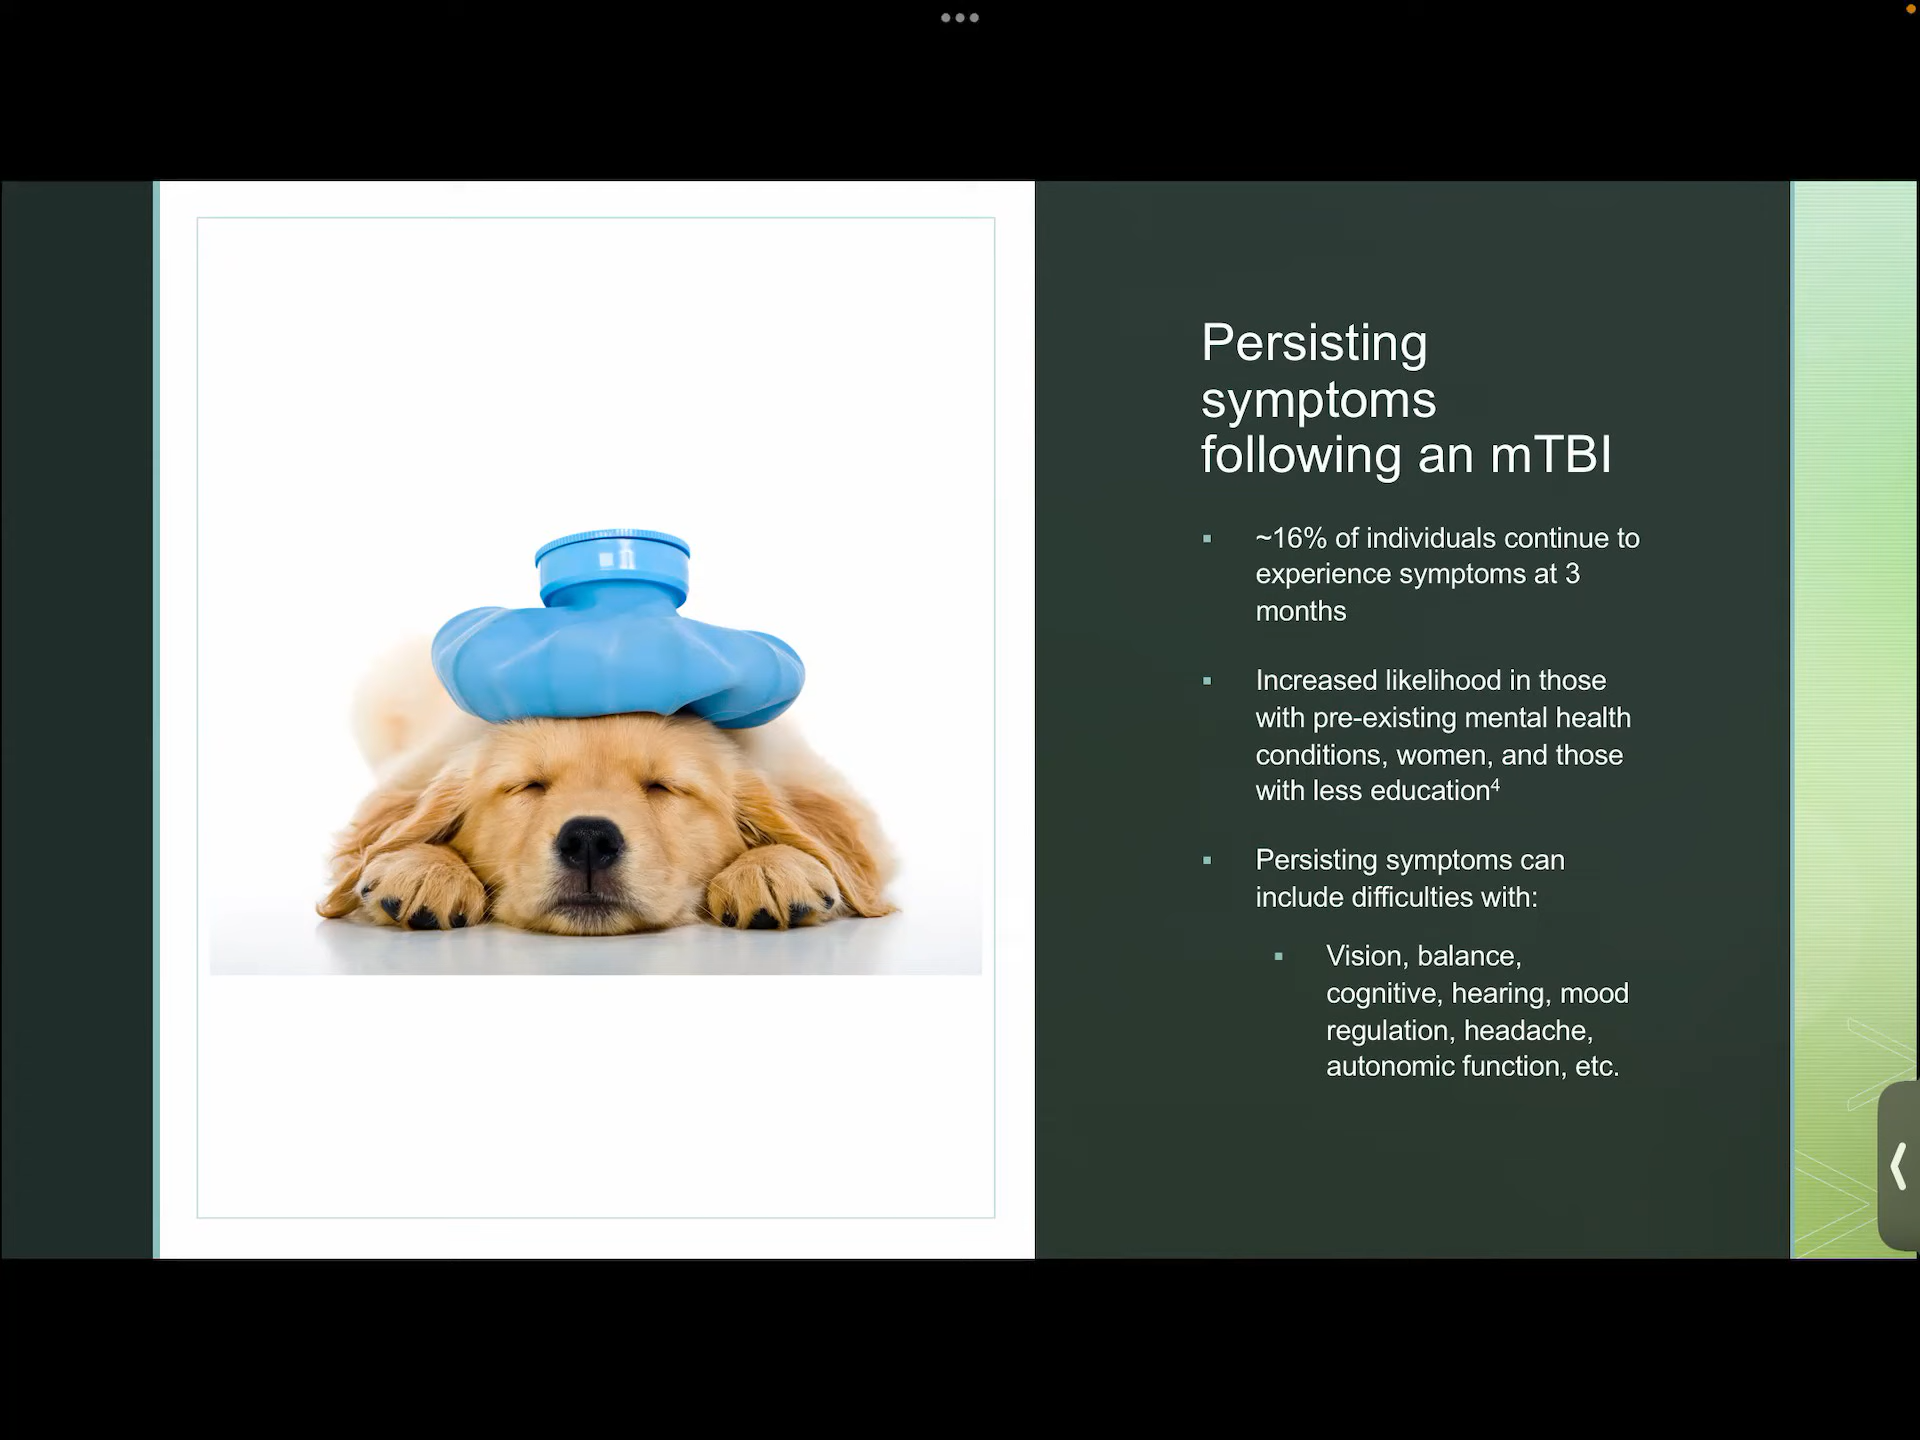 Persisting
symptoms
following an mTBI
▪ ~16% of individuals continue to
experience symptoms at 3
months
▪ Increased likelihood in those
with pre-existing mental health
conditions, women, and those
with less education⁴
▪ Persisting symptoms can
include difficulties with:
▪ Vision, balance,
cognitive, hearing, mood
regulation, headache,
autonomic function, etc.